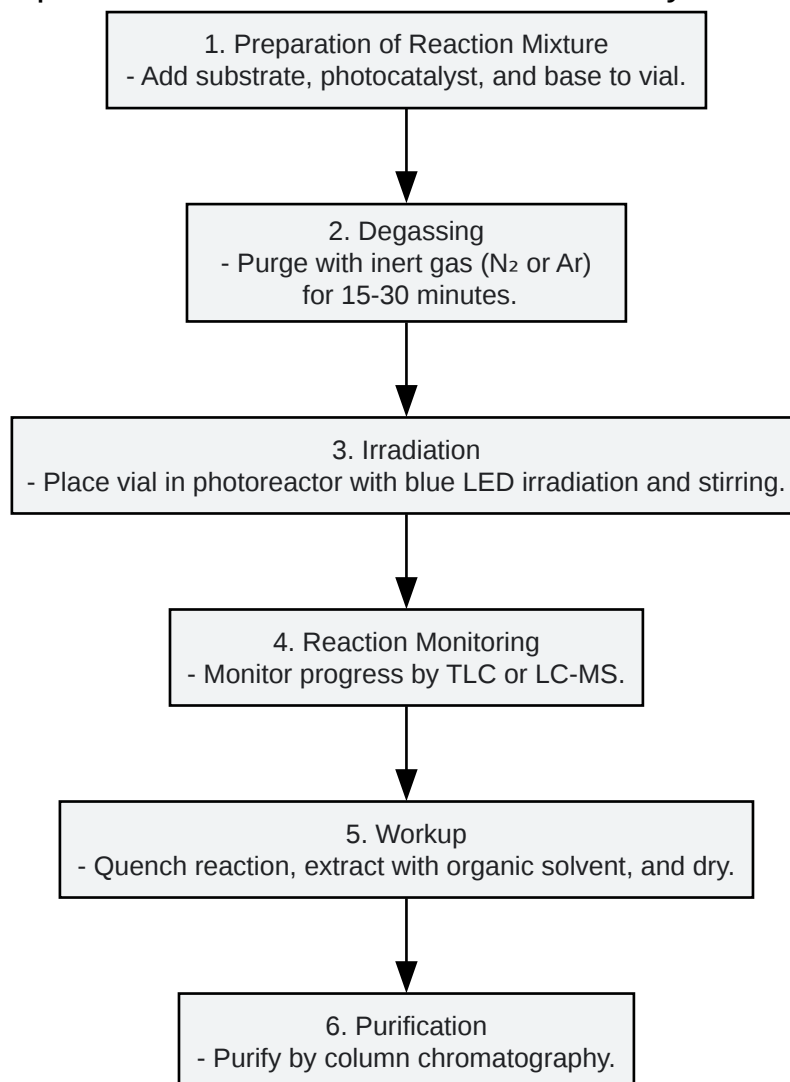 1. Preparation of Reaction Mixture
- Add substrate, photocatalyst, and base to vial.
2. Degassing
- Purge with inert gas (N₂ or Ar)
for 15-30 minutes.
3. Irradiation
- Place vial in photoreactor with blue LED irradiation and stirring.
4. Reaction Monitoring
- Monitor progress by TLC or LC-MS.
5. Workup
- Quench reaction, extract with organic solvent, and dry.
6. Purification
- Purify by column chromatography.